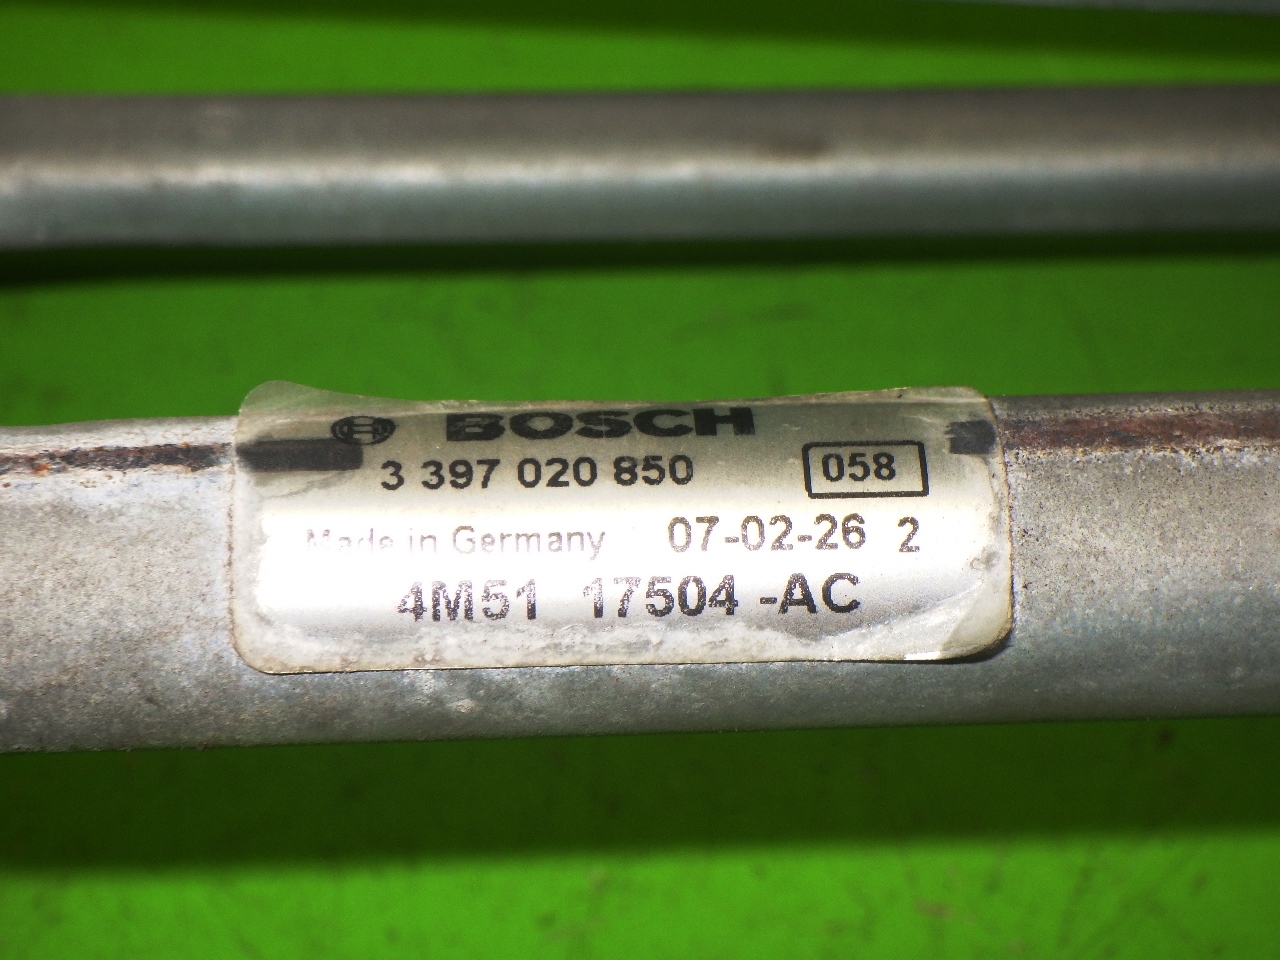 BOSCH
3 397 020 850 058
Made in Germany 07-02-26 2
4M51 17504 -AC